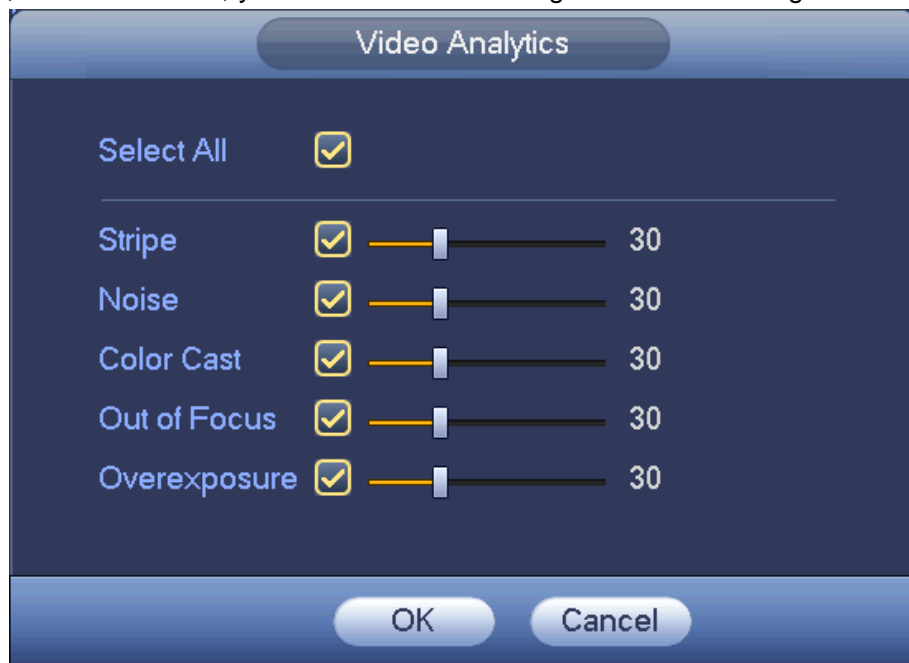 Video Analytics
Select All
Stripe 30
Noise 30
Color Cast 30
Out of Focus 30
Overexposure 30
OK Cancel